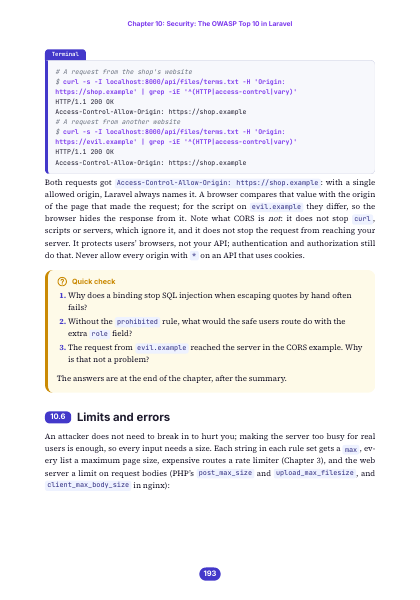 Chapter 10: Security: The OWASP Top 10 in Laravel
Terminal
# A request from the shop's website
$ curl -s -I localhost:8000/api/files/terms.txt -H 'Origin:
https://shop.example' | grep -iE '^(HTTP|access-control|vary)'
HTTP/1.1 200 OK
Access-Control-Allow-Origin: https://shop.example
# A request from another website
$ curl -s -I localhost:8000/api/files/terms.txt -H 'Origin:
https://evil.example' | grep -iE '^(HTTP|access-control|vary)'
HTTP/1.1 200 OK
Access-Control-Allow-Origin: https://shop.example
Both requests got Access-Control-Allow-Origin: https://shop.example: with a single
allowed origin, Laravel always names it. A browser compares that value with the origin
of the page that made the request; for the script on evil.example they differ, so the
browser hides the response from it. Note what CORS is not: it does not stop curl,
scripts or servers, which ignore it, and it does not stop the request from reaching your
server. It protects users' browsers, not your API; authentication and authorization still
do that. Never allow every origin with * on an API that uses cookies.
Quick check
1. Why does a binding stop SQL injection when escaping quotes by hand often
fails?
2. Without the prohibited rule, what would the safe users route do with the
extra role field?
3. The request from evil.example reached the server in the CORS example. Why
is that not a problem?
The answers are at the end of the chapter, after the summary.
10.6 Limits and errors
An attacker does not need to break in to hurt you; making the server too busy for real
users is enough, so every input needs a size. Each string in each rule set gets a max, ev-
ery list a maximum page size, expensive routes a rate limiter (Chapter 3), and the web
server a limit on request bodies (PHP's post_max_size and upload_max_filesize, and
client_max_body_size in nginx):
193